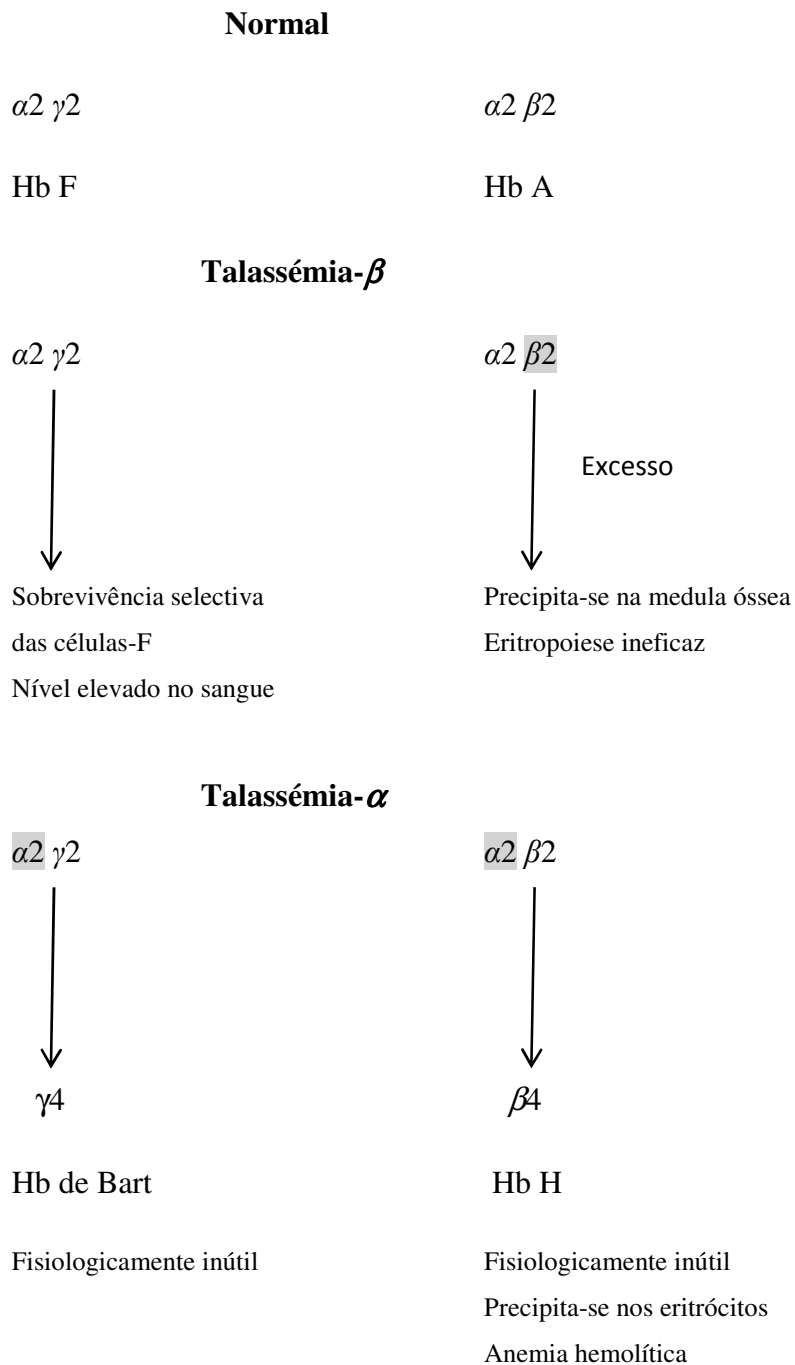 Normal
α2 γ2 α2 β2
Hb F Hb A
Talassémia-β
α2 γ2 α2 β2
Excesso
Sobrevivência selectiva Precipita-se na medula óssea
das células-F Eritropoiese ineficaz
Nível elevado no sangue
Talassémia-α
α2 γ2 α2 β2
γ4 β4
Hb de Bart Hb H
Fisiologicamente inútil Fisiologicamente inútil
Precipita-se nos eritrócitos
Anemia hemolítica